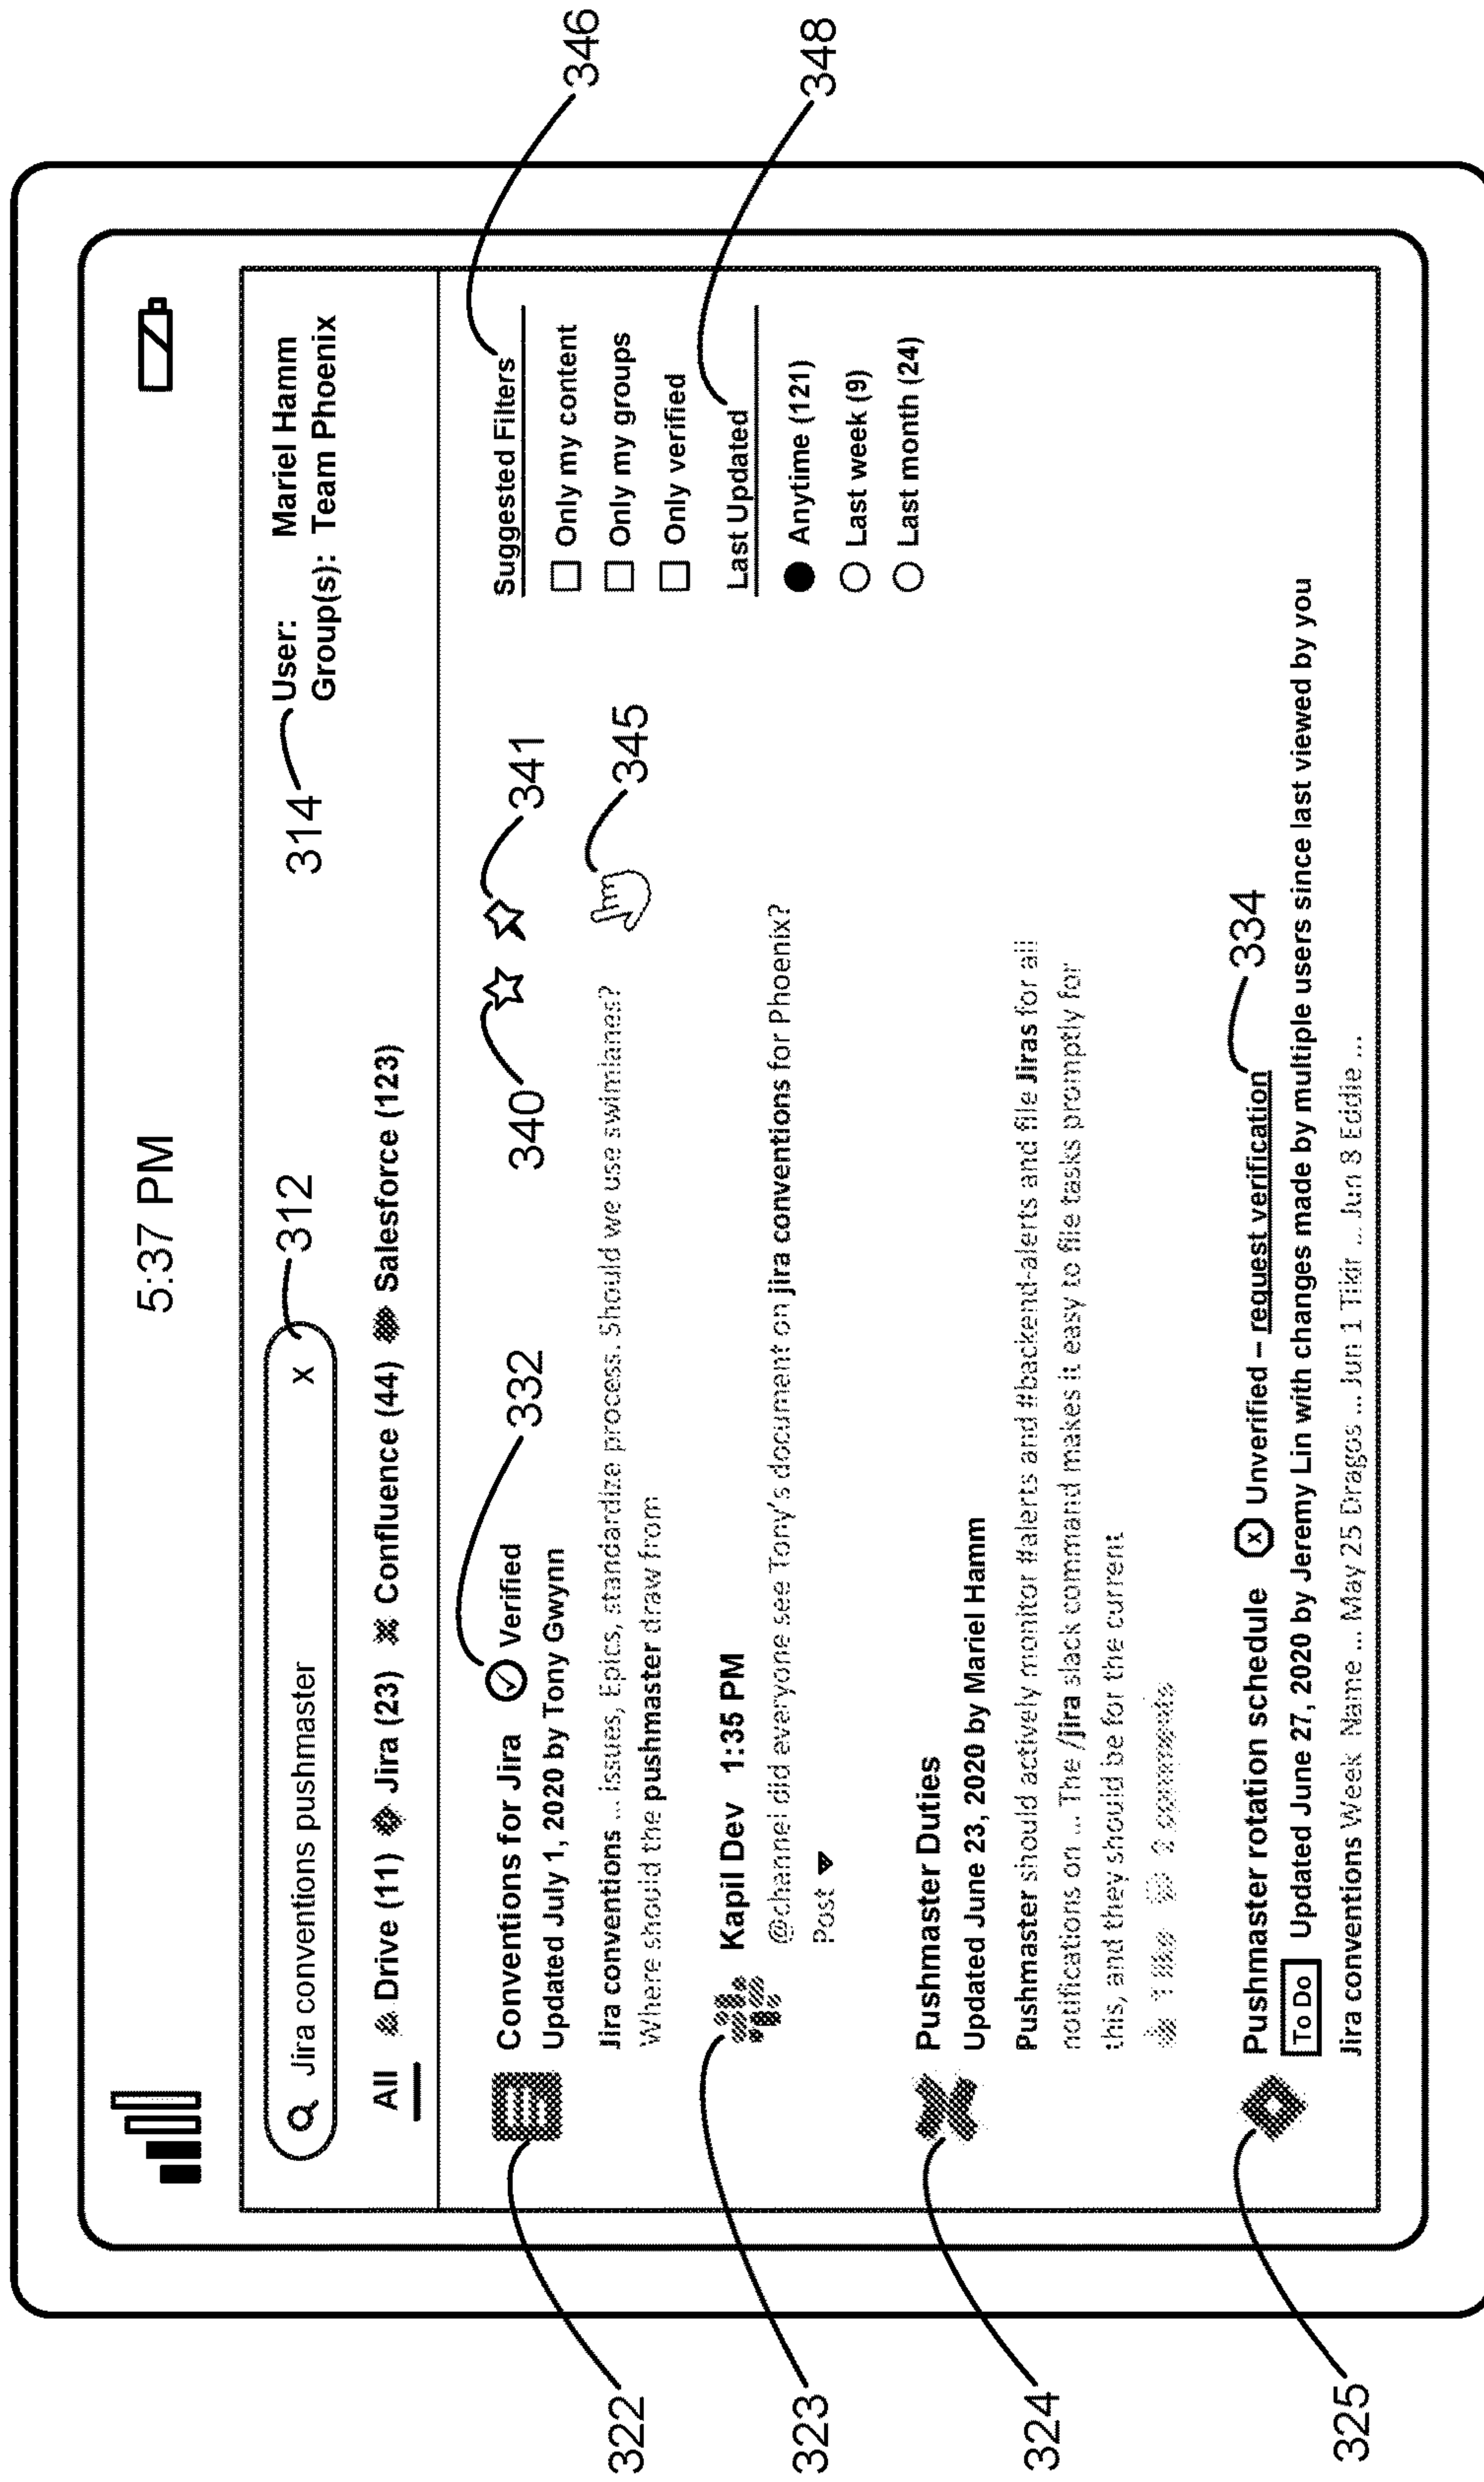 5:37 PM
Jira conventions pushmaster x
312
314
User: Mariel Hamm
Group(s): Team Phoenix
All Drive (11) Jira (23) Confluence (44) Salesforce (123)
322
Conventions for Jira Verified
332
340
341
Updated July 1, 2020 by Tony Gwynn
Jira conventions ... issues, Epics, standardize process. Should we use swimlanes?
Where should the pushmaster draw from
345
346
Suggested Filters
Only my content
Only my groups
Only verified
348
Last Updated
Anytime (121)
Last week (9)
Last month (24)
323
Kapil Dev 1:35 PM
@channel did everyone see Tony's document on jira conventions for Phoenix?
Post
324
Pushmaster Duties
Updated June 23, 2020 by Mariel Hamm
Pushmaster should actively monitor #alerts and #backend-alerts and file Jiras for all
notifications on ... The /jira slack command makes it easy to file tasks promptly for
this, and they should be for the current
1 like 2 comments
325
Pushmaster rotation schedule x Unverified – request verification
334
To Do Updated June 27, 2020 by Jeremy Lin with changes made by multiple users since last viewed by you
Jira conventions Week Name ... May 25 Dragos ... Jun 1 Tikir ... Jun 8 Eddie ...